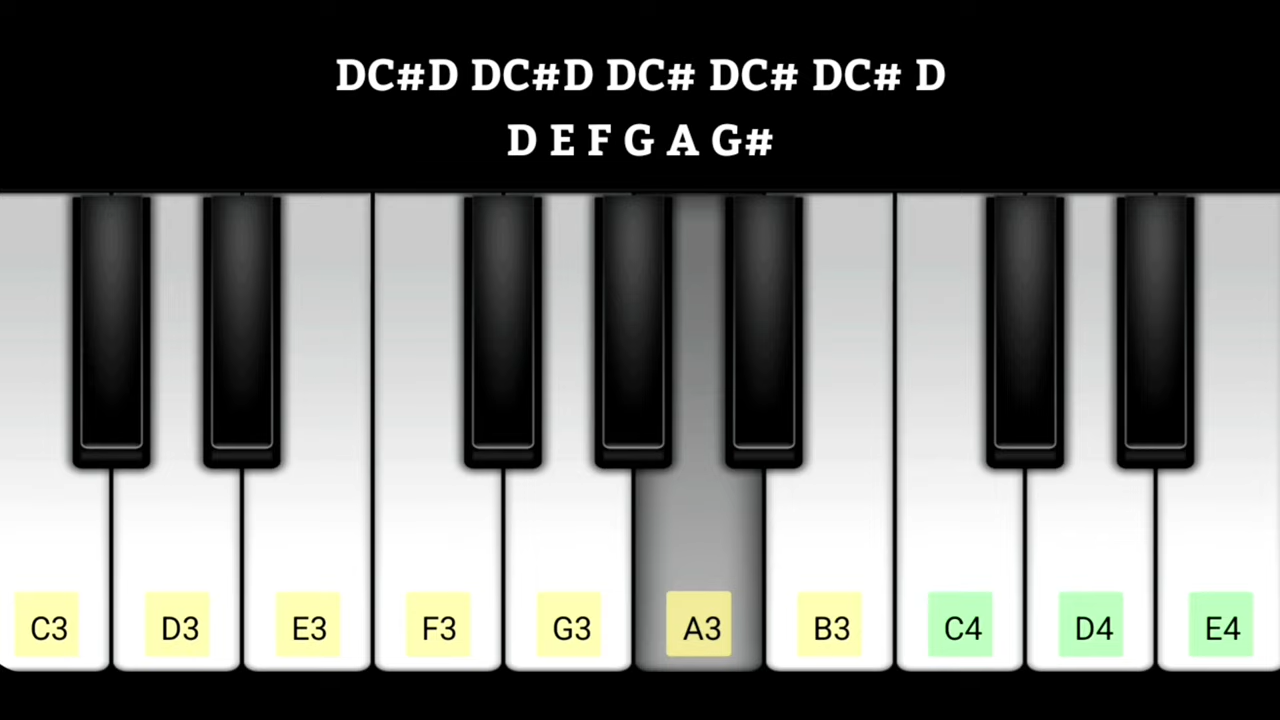 DC#D DC#D DC# DC# DC# D
D E F G A G#
C3 D3 E3 F3 G3 A3 B3 C4 D4 E4